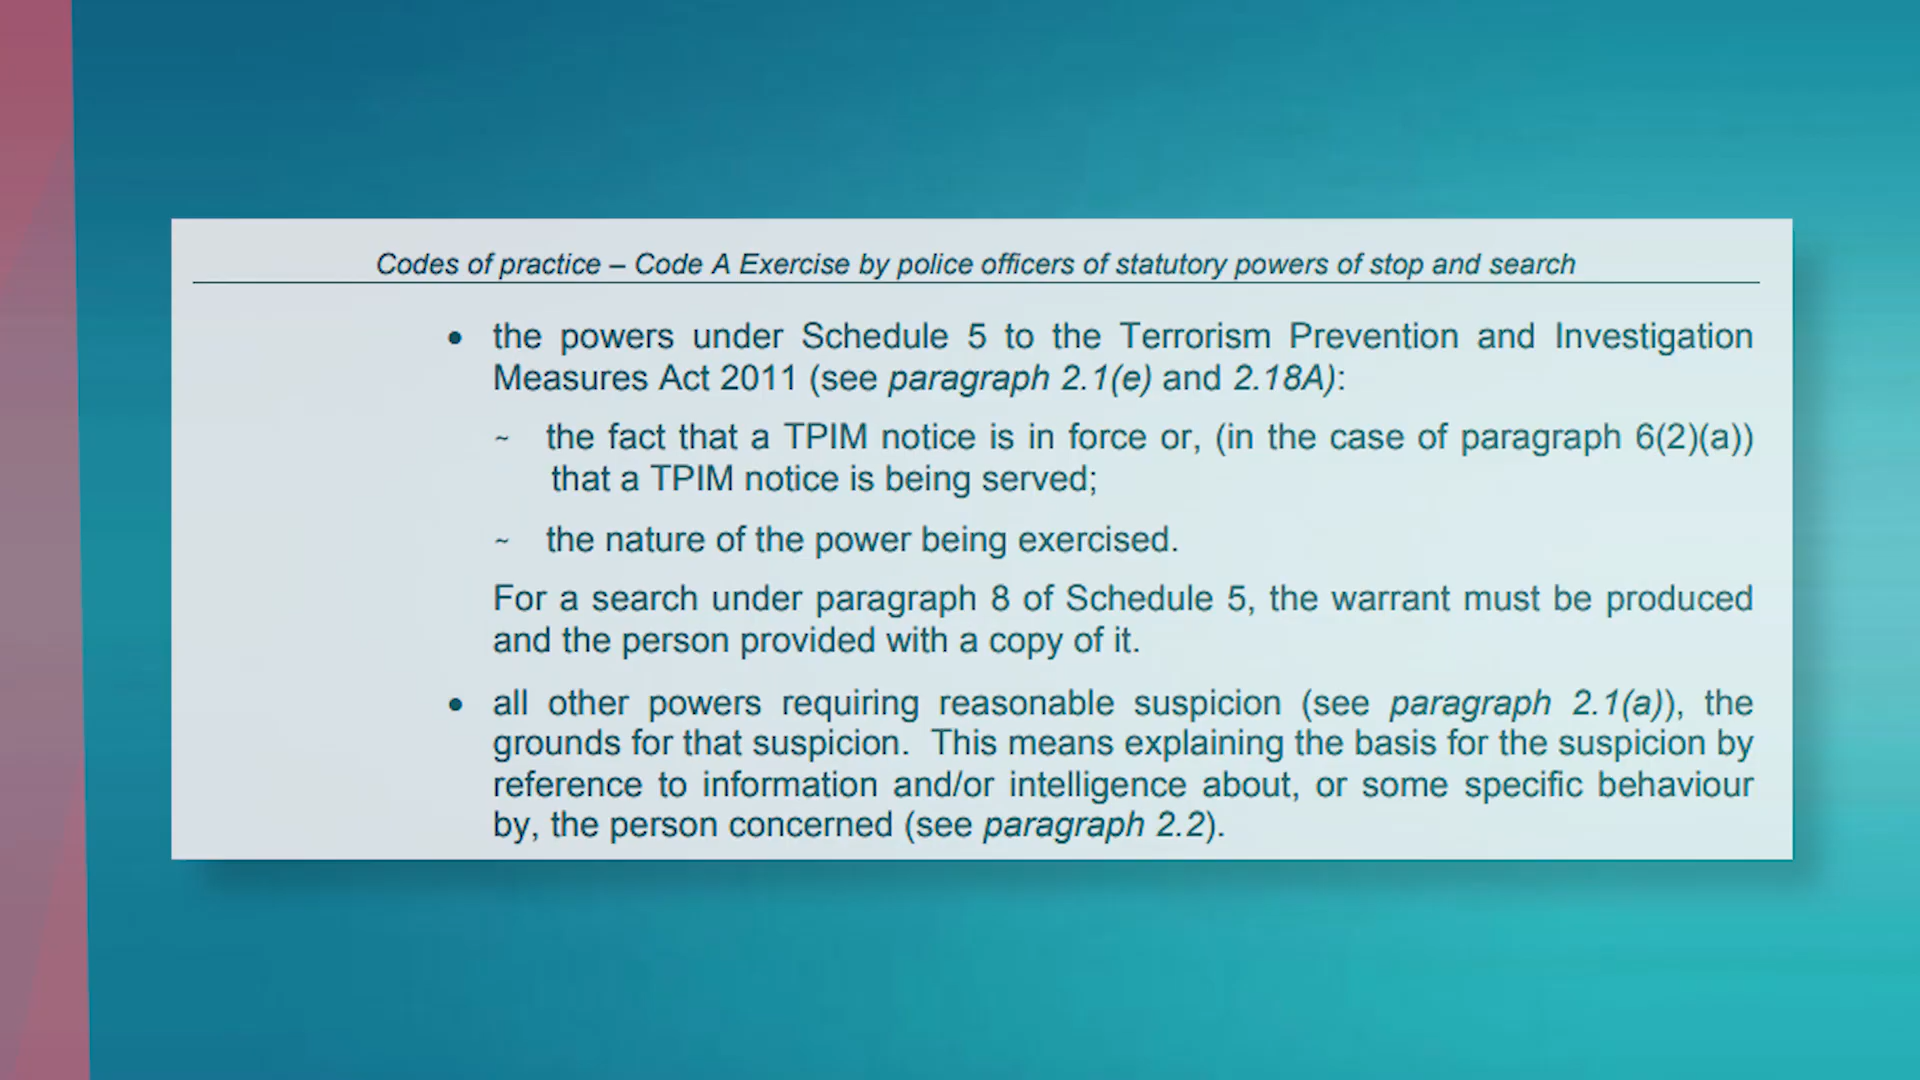 Codes of practice – Code A Exercise by police officers of statutory powers of stop and search
• the powers under Schedule 5 to the Terrorism Prevention and Investigation
Measures Act 2011 (see paragraph 2.1(e) and 2.18A):
~ the fact that a TPIM notice is in force or, (in the case of paragraph 6(2)(a))
that a TPIM notice is being served;
~ the nature of the power being exercised.
For a search under paragraph 8 of Schedule 5, the warrant must be produced
and the person provided with a copy of it.
• all other powers requiring reasonable suspicion (see paragraph 2.1(a)), the
grounds for that suspicion. This means explaining the basis for the suspicion by
reference to information and/or intelligence about, or some specific behaviour
by, the person concerned (see paragraph 2.2).